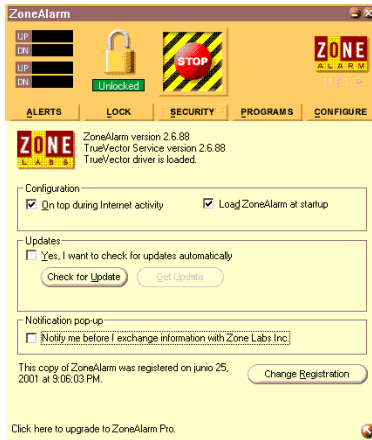 ZoneAlarm
UP
DN
UP
DN
Unlocked
STOP
ZONE
ALARM
HELP
ALERTS
LOCK
SECURITY
PROGRAMS
CONFIGURE
ZONE
LABS
ZoneAlarm version 2.6.88
TrueVector Service version 2.6.88
TrueVector driver is loaded.
Configuration
On top during Internet activity
Load ZoneAlarm at startup
Updates
Yes, I want to check for updates automatically
Check for Update
Get Update
Notification pop-up
Notify me before I exchange information with Zone Labs Inc.
This copy of ZoneAlarm was registered on junio 25,
2001 at 9:06:03 PM.
Change Registration
Click here to upgrade to ZoneAlarm Pro.